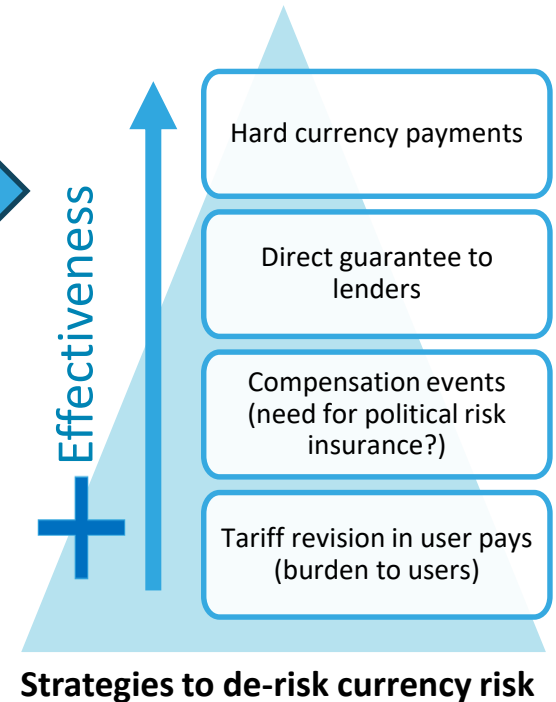 Effectiveness
Hard currency payments
Direct guarantee to
lenders
Compensation events
(need for political risk
insurance?)
Tariff revision in user pays
(burden to users)
Strategies to de-risk currency risk